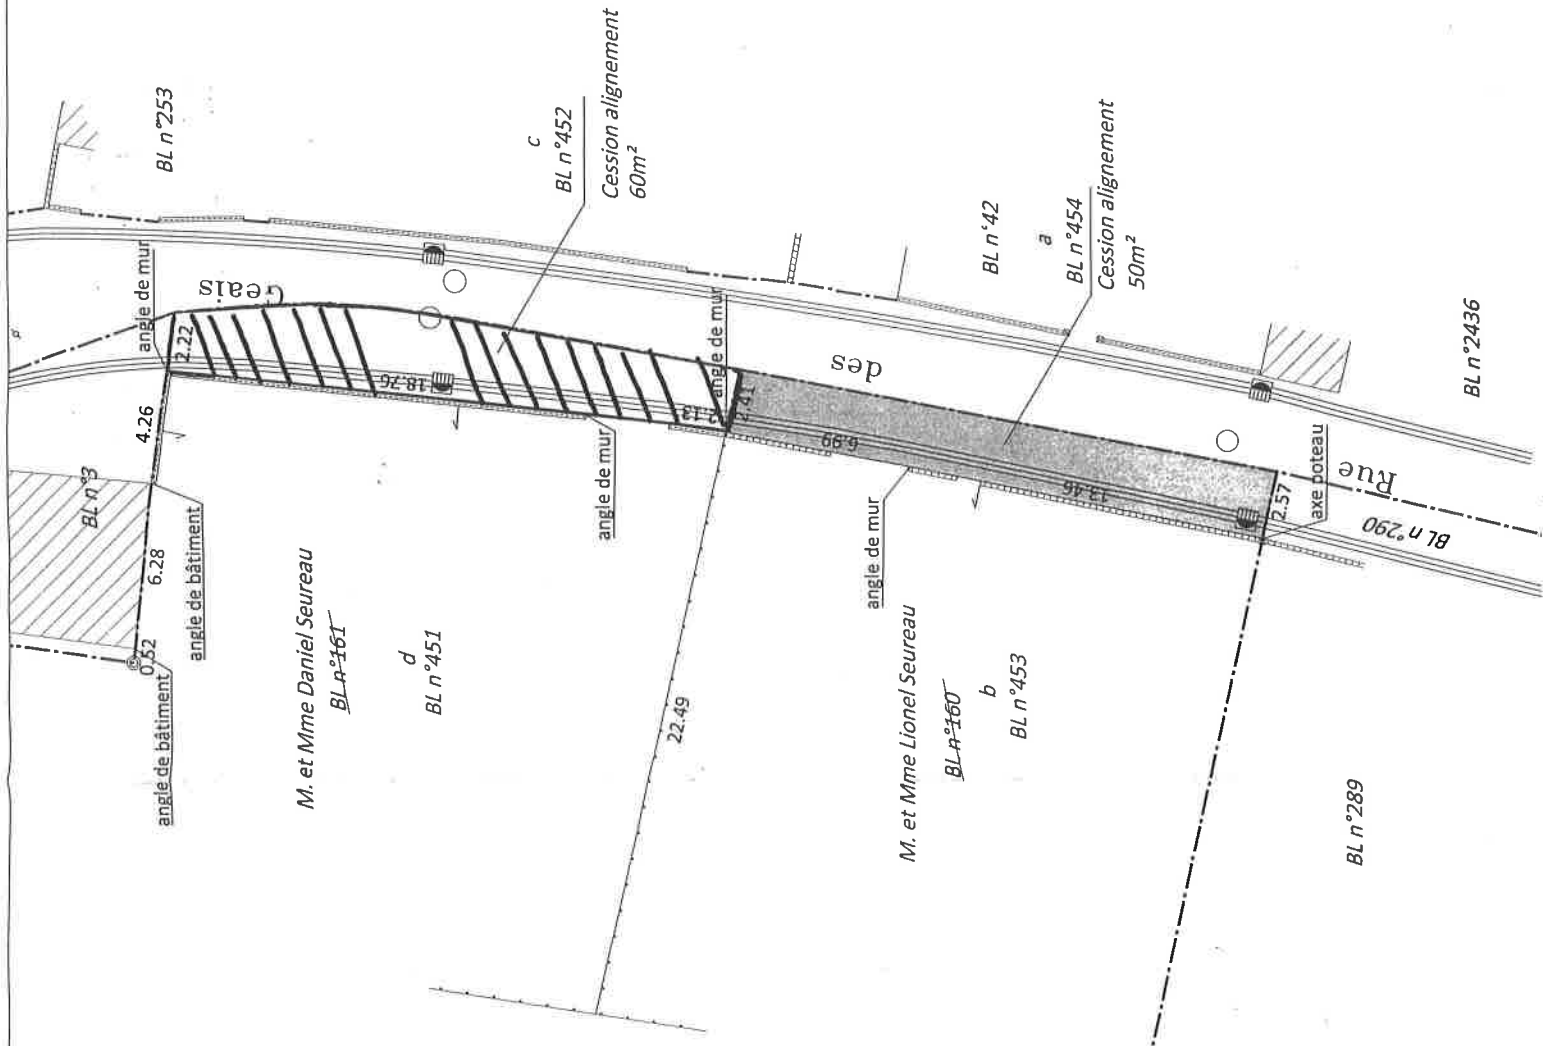 BL n°253
c
BL n°452
Cession alignement
60m²
angle de mur
Geais
2.22
18.76
4.26
BL n°3
6.28
0.52
angle de bâtiment
angle de bâtiment
M. et Mme Daniel Seureau
BL n°161
d
BL n°451
angle de mur
angle de mur
2.13
2.41
des
BL n°42
a
BL n°454
Cession alignement
50m²
6.99
13.46
angle de mur
22.49
M. et Mme Lionel Seureau
BL n°160
b
BL n°453
2.57
axe poteau
Rue
BL n°290
BL n°2436
BL n°289